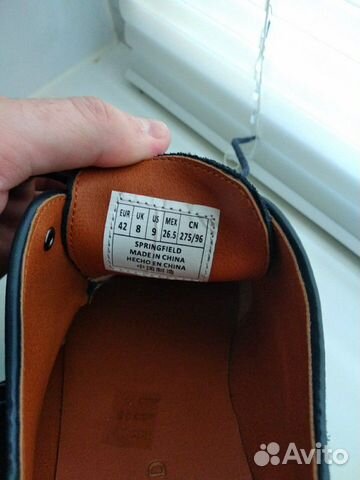 EUR UK US MEX CN
42 8 9 26.5 275/96
SPRINGFIELD
MADE IN CHINA
HECHO EN CHINA
D
Avito